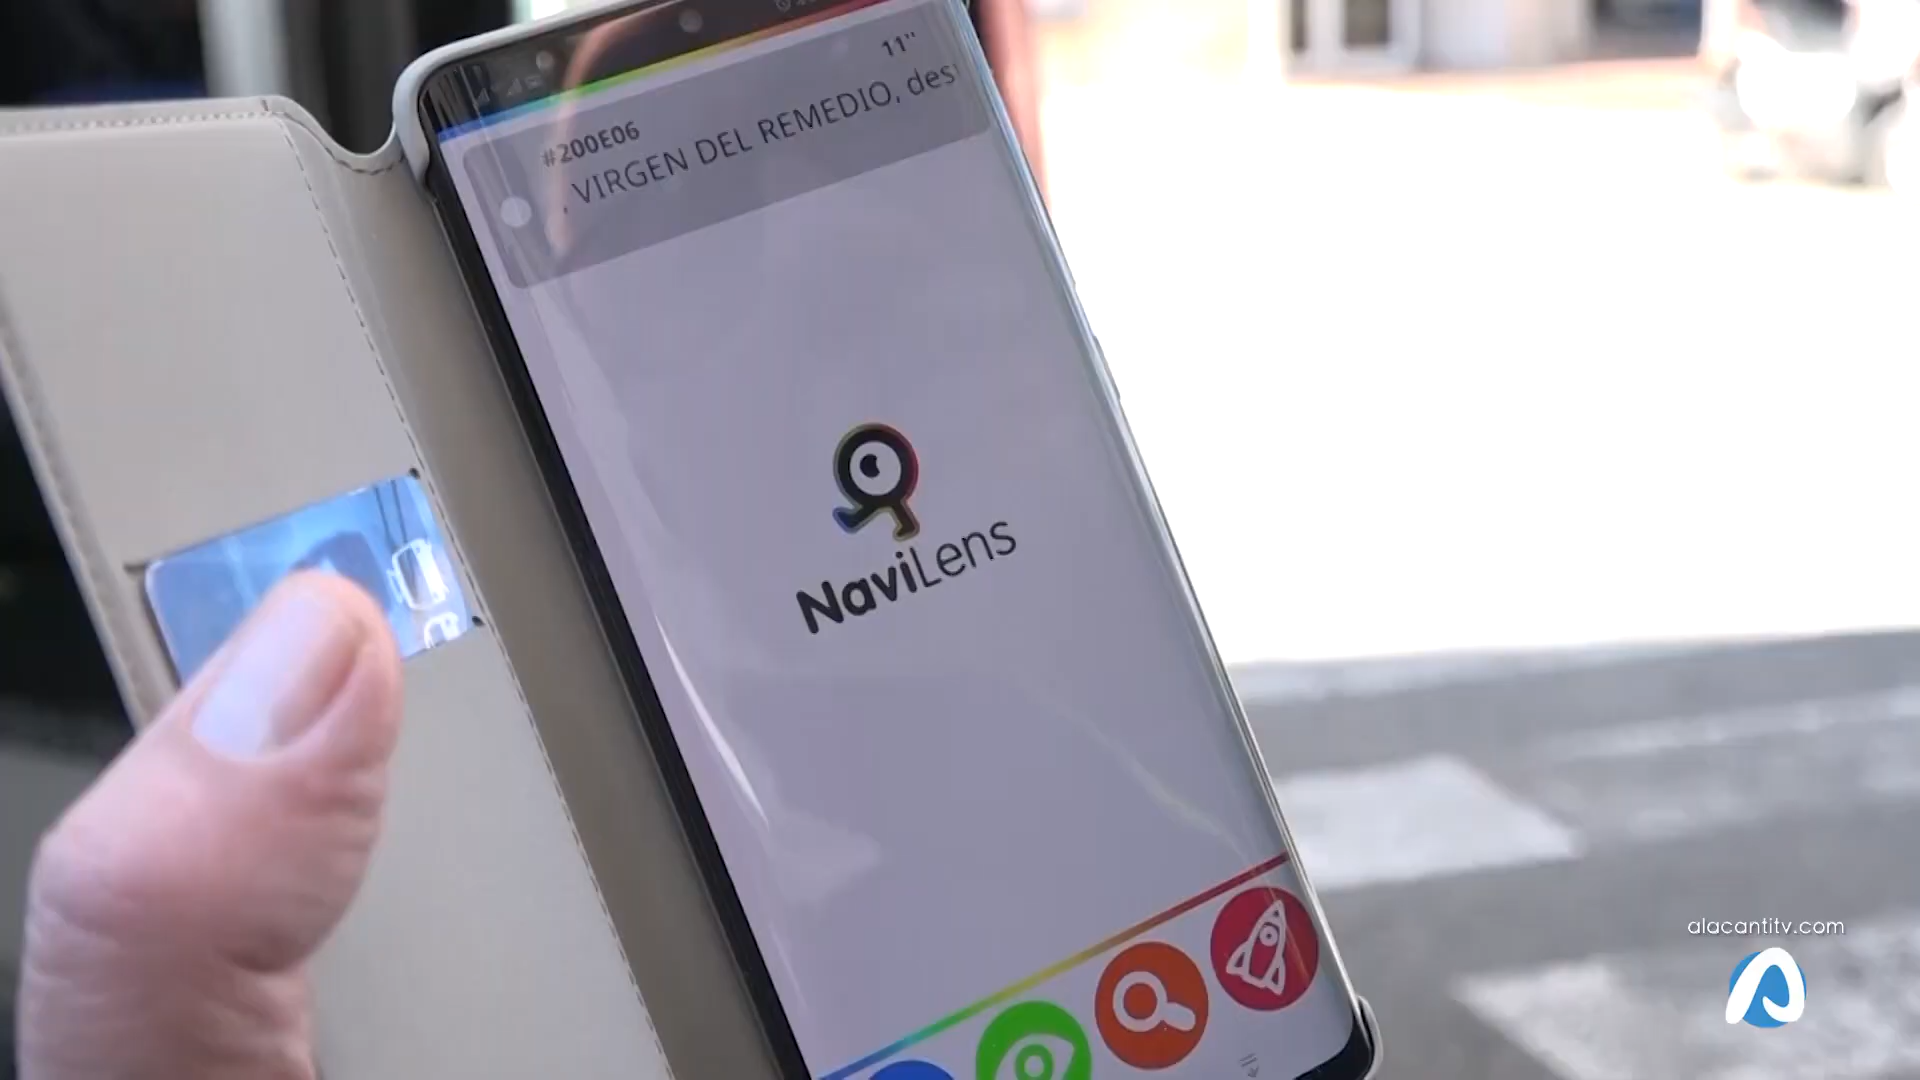 11''
#200E06
, VIRGEN DEL REMEDIO, des
NaviLens
alacantitv.com